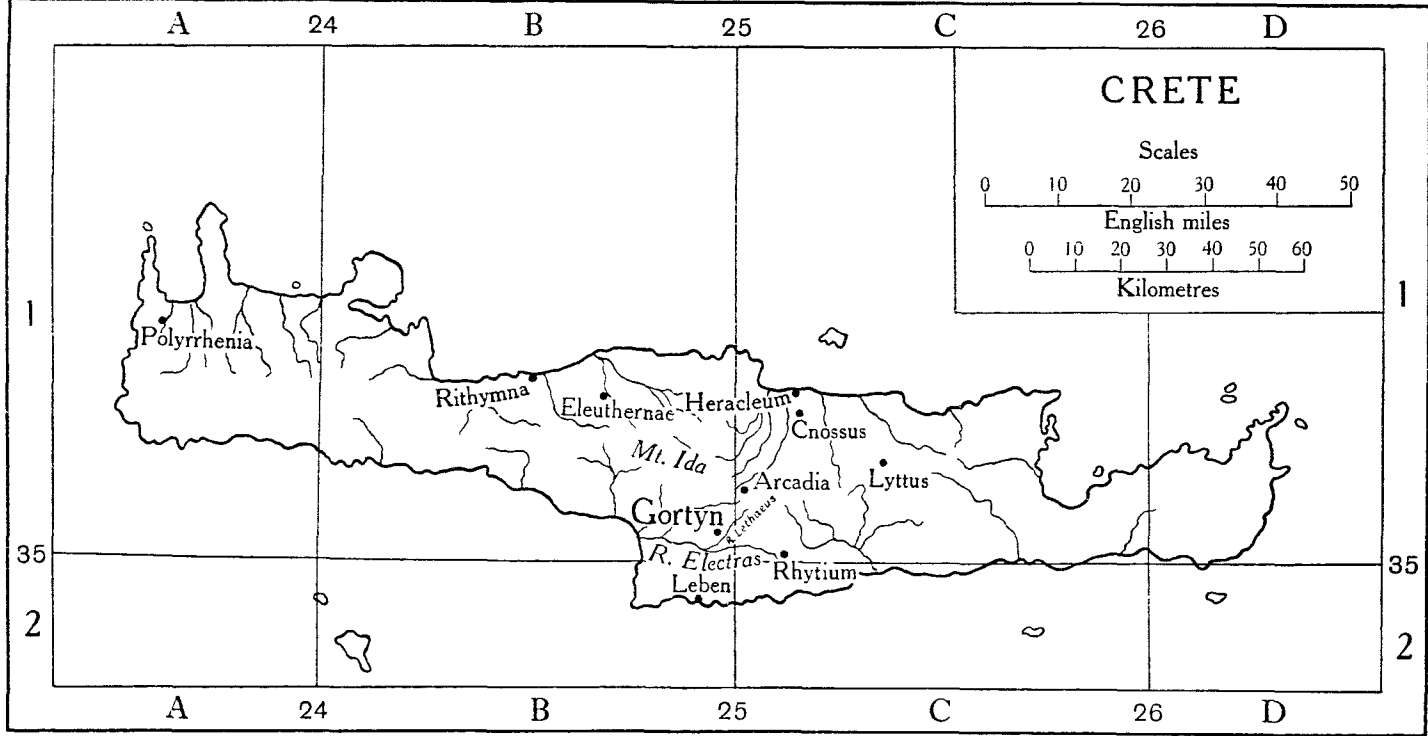 A 24 B 25 C 26 D
CRETE
Scales
0 10 20 30 40 50
English miles
0 10 20 30 40 50 60
Kilometres
1 1
Polyrrhenia
Rithymna
Eleuthernae
Heracleum
Cnossus
Mt. Ida
Arcadia
Lyttus
Gortyn
R. Lethaeus
35 35
R. Electras
Rhytium
Leben
2 2
A 24 B 25 C 26 D